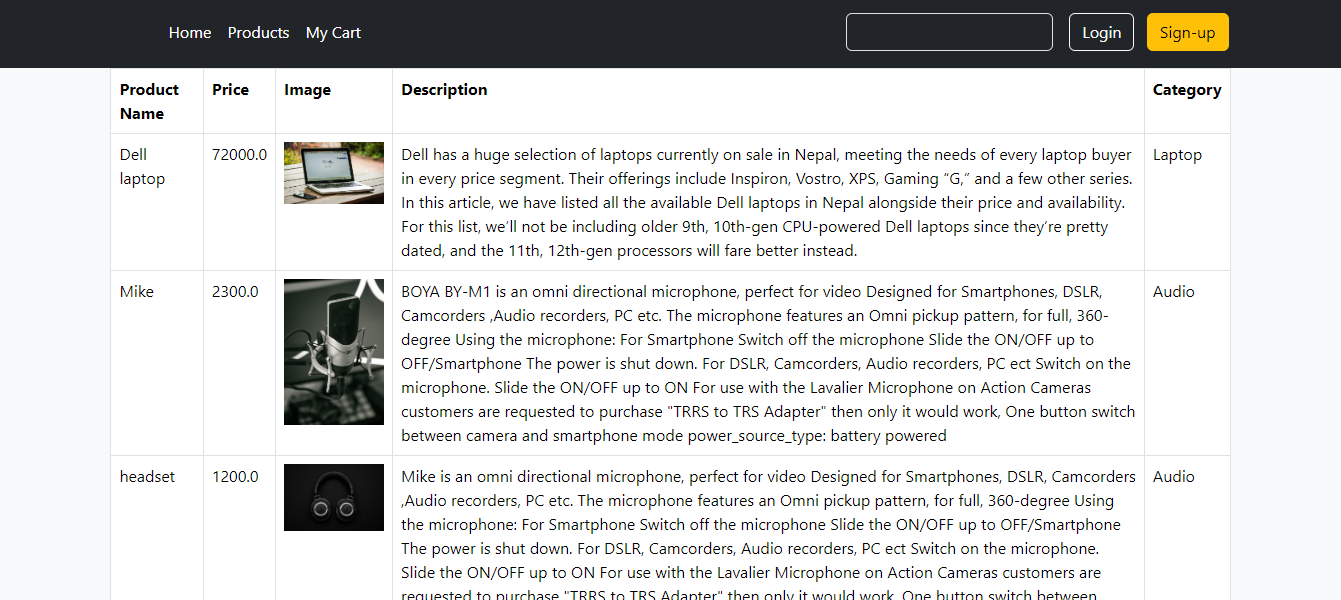 Home Products My Cart Login Sign-up
Product Name Price Image Description Category
Dell laptop
72000.0
Dell has a huge selection of laptops currently on sale in Nepal, meeting the needs of every laptop buyer
in every price segment. Their offerings include Inspiron, Vostro, XPS, Gaming “G,” and a few other series.
In this article, we have listed all the available Dell laptops in Nepal alongside their price and availability.
For this list, we’ll not be including older 9th, 10th-gen CPU-powered Dell laptops since they’re pretty
dated, and the 11th, 12th-gen processors will fare better instead.
Laptop
Mike
2300.0
BOYA BY-M1 is an omni directional microphone, perfect for video Designed for Smartphones, DSLR,
Camcorders ,Audio recorders, PC etc. The microphone features an Omni pickup pattern, for full, 360-
degree Using the microphone: For Smartphone Switch off the microphone Slide the ON/OFF up to
OFF/Smartphone The power is shut down. For DSLR, Camcorders, Audio recorders, PC ect Switch on the
microphone. Slide the ON/OFF up to ON For use with the Lavalier Microphone on Action Cameras
customers are requested to purchase "TRRS to TRS Adapter" then only it would work, One button switch
between camera and smartphone mode power_source_type: battery powered
Audio
headset
1200.0
Mike is an omni directional microphone, perfect for video Designed for Smartphones, DSLR, Camcorders
,Audio recorders, PC etc. The microphone features an Omni pickup pattern, for full, 360-degree Using
the microphone: For Smartphone Switch off the microphone Slide the ON/OFF up to OFF/Smartphone
The power is shut down. For DSLR, Camcorders, Audio recorders, PC ect Switch on the microphone.
Slide the ON/OFF up to ON For use with the Lavalier Microphone on Action Cameras customers are
requested to purchase "TRRS to TRS Adapter" then only it would work, One button switch between
Audio